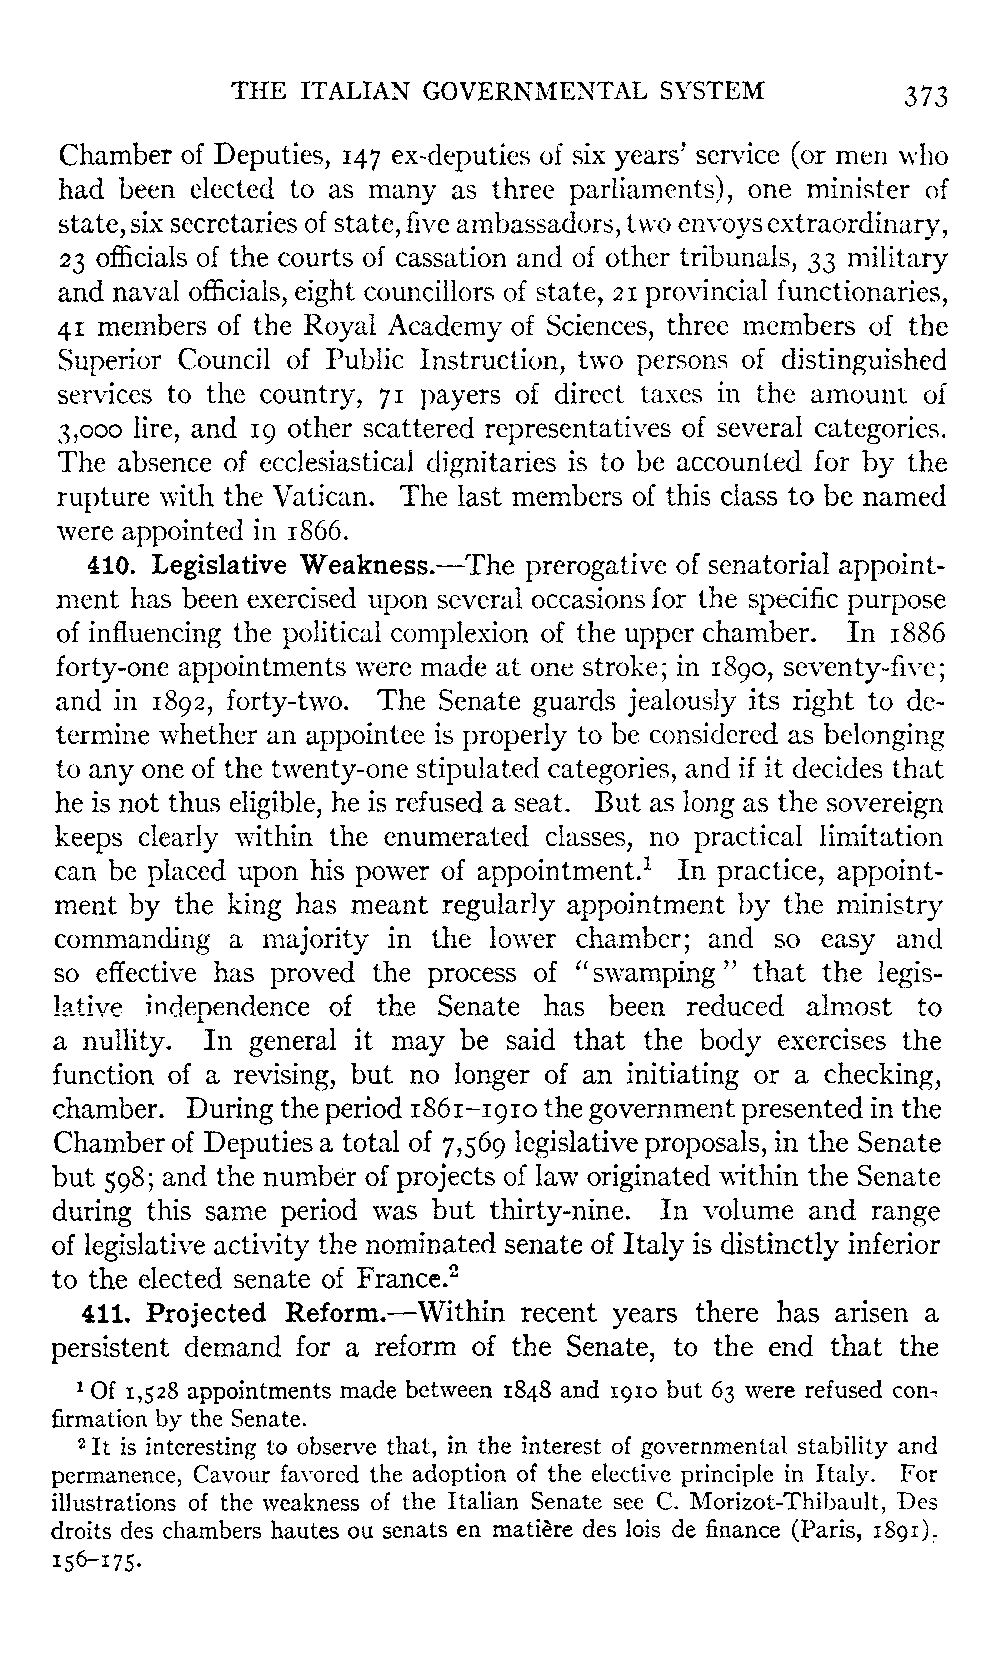 THE ITALIAN GOVERNMENTAL SYSTEM 373
Chamber of Deputies, 147 ex-deputies of six years' service (or men who
had been elected to as many as three parliaments), one minister of
state, six secretaries of state, five ambassadors, two envoys extraordinary,
23 officials of the courts of cassation and of other tribunals, 33 military
and naval officials, eight councillors of state, 21 provincial functionaries,
41 members of the Royal Academy of Sciences, three members of the
Superior Council of Public Instruction, two persons of distinguished
services to the country, 71 payers of direct taxes in the amount of
3,000 lire, and 19 other scattered representatives of several categories.
The absence of ecclesiastical dignitaries is to be accounted for by the
rupture with the Vatican. The last members of this class to be named
were appointed in 1866.
410. Legislative Weakness.—The prerogative of senatorial appoint-
ment has been exercised upon several occasions for the specific purpose
of influencing the political complexion of the upper chamber. In 1886
forty-one appointments were made at one stroke; in 1890, seventy-five;
and in 1892, forty-two. The Senate guards jealously its right to de-
termine whether an appointee is properly to be considered as belonging
to any one of the twenty-one stipulated categories, and if it decides that
he is not thus eligible, he is refused a seat. But as long as the sovereign
keeps clearly within the enumerated classes, no practical limitation
can be placed upon his power of appointment.¹ In practice, appoint-
ment by the king has meant regularly appointment by the ministry
commanding a majority in the lower chamber; and so easy and
so effective has proved the process of "swamping" that the legis-
lative independence of the Senate has been reduced almost to
a nullity. In general it may be said that the body exercises the
function of a revising, but no longer of an initiating or a checking,
chamber. During the period 1861–1910 the government presented in the
Chamber of Deputies a total of 7,569 legislative proposals, in the Senate
but 598; and the number of projects of law originated within the Senate
during this same period was but thirty-nine. In volume and range
of legislative activity the nominated senate of Italy is distinctly inferior
to the elected senate of France.²
411. Projected Reform.—Within recent years there has arisen a
persistent demand for a reform of the Senate, to the end that the
¹ Of 1,528 appointments made between 1848 and 1910 but 63 were refused con-
firmation by the Senate.
² It is interesting to observe that, in the interest of governmental stability and
permanence, Cavour favored the adoption of the elective principle in Italy. For
illustrations of the weakness of the Italian Senate see C. Morizot-Thibault, Des
droits des chambers hautes ou senats en matière des lois de finance (Paris, 1891),
156–175.